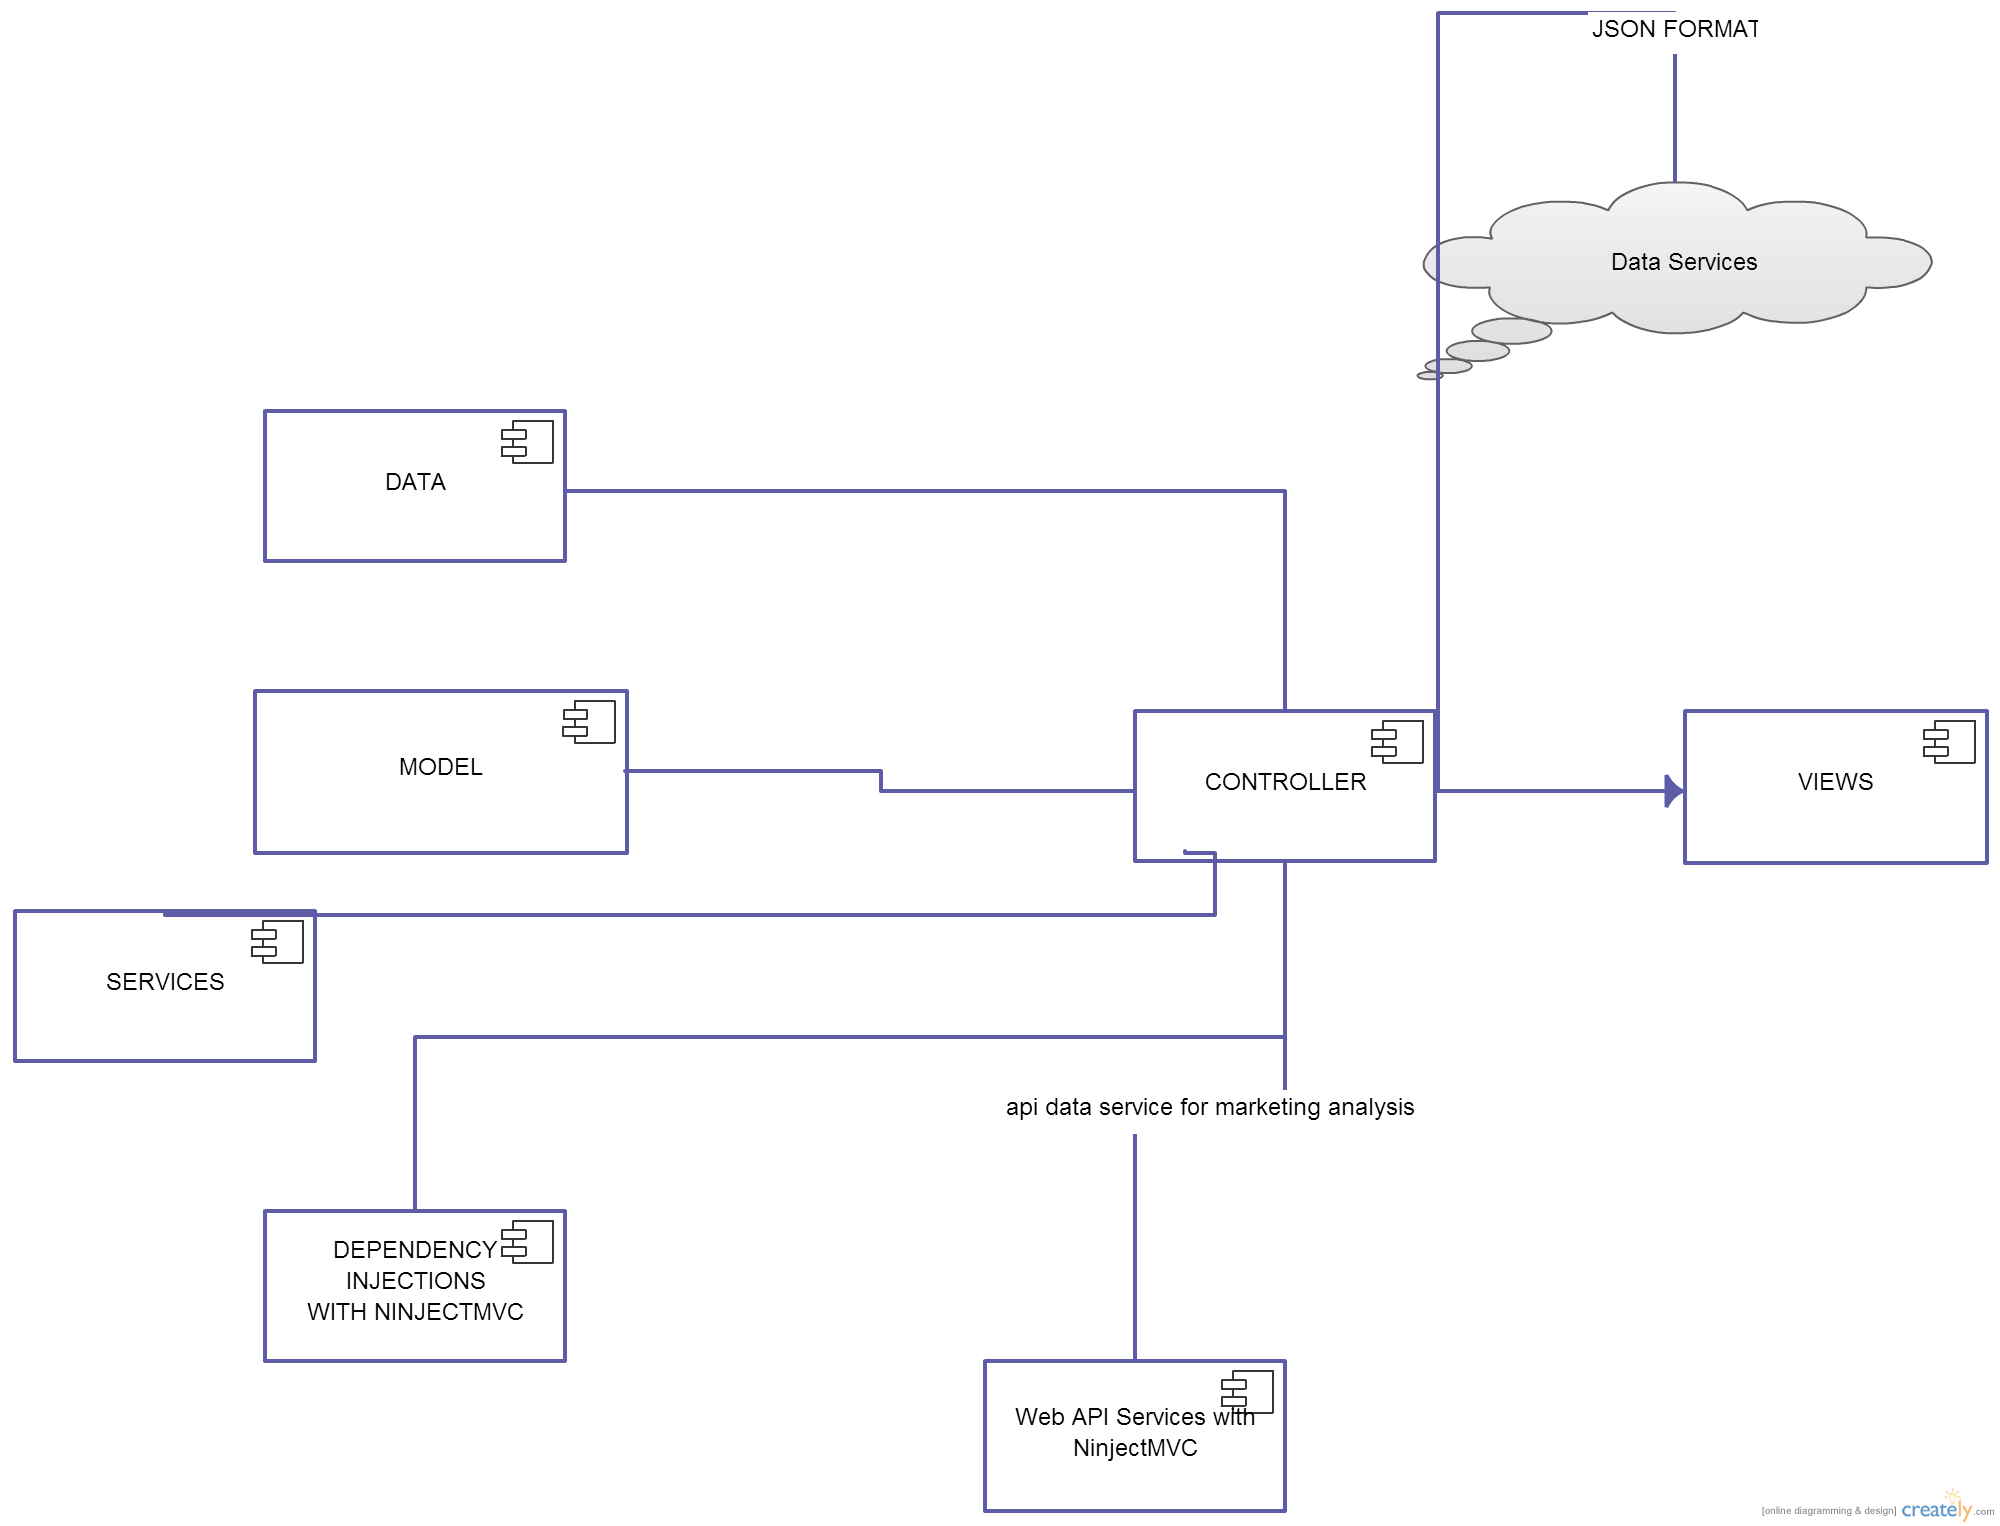 JSON FORMAT
Data Services
DATA
MODEL
CONTROLLER
VIEWS
SERVICES
api data service for marketing analysis
DEPENDENCY
INJECTIONS
WITH NINJECTMVC
Web API Services with
NinjectMVC
[online diagramming & design] creately.com